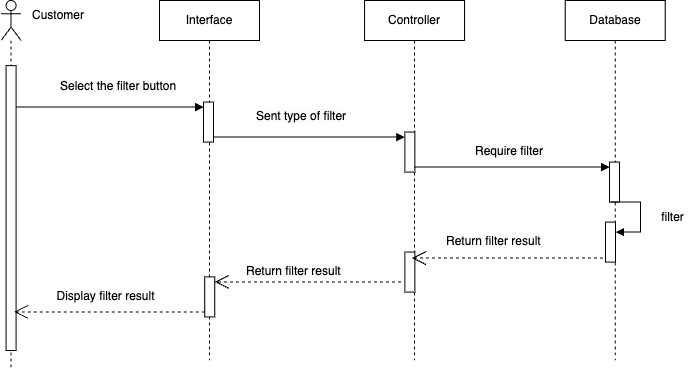 Customer
Interface
Controller
Database
Select the filter button
Sent type of filter
Require filter
filter
Return filter result
Return filter result
Display filter result